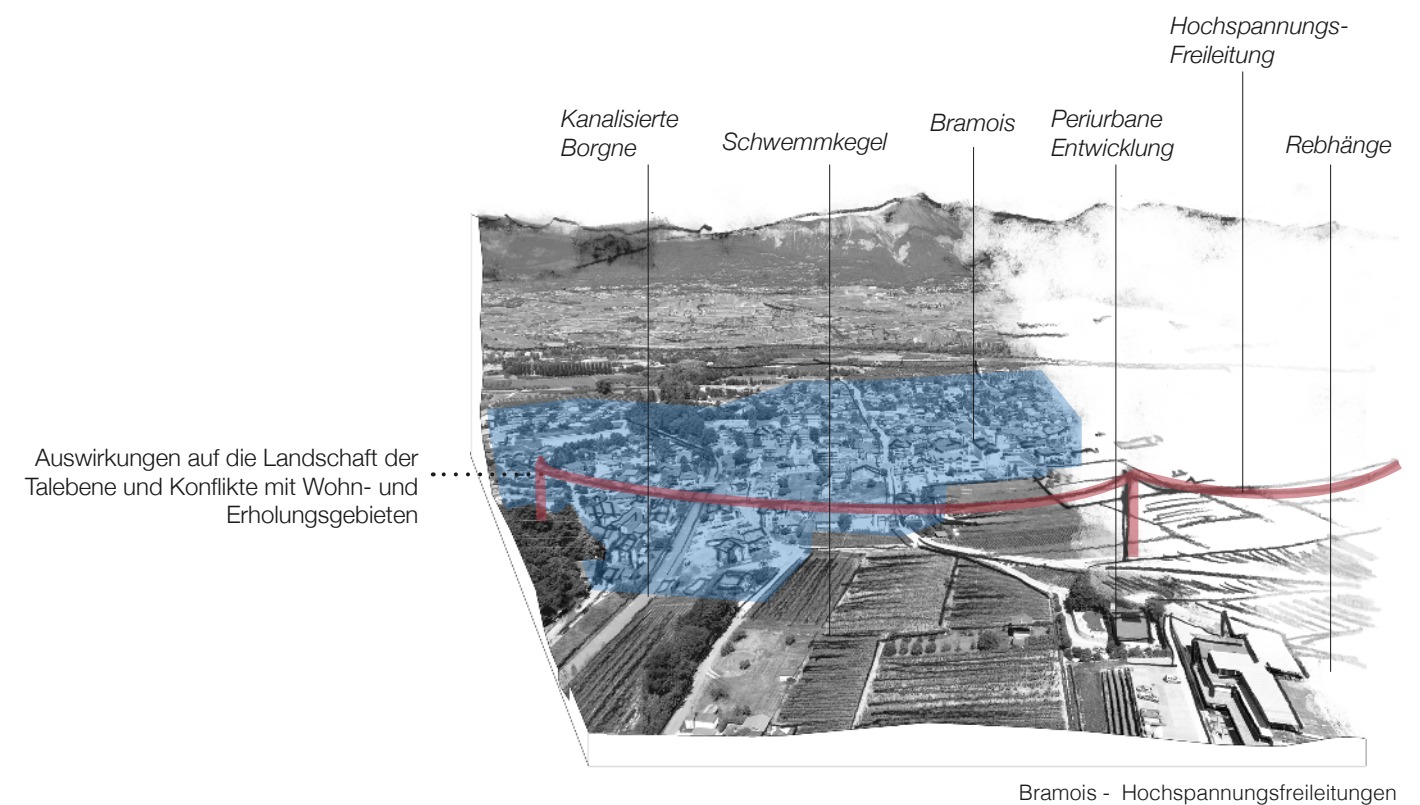 Hochspannungs-
Freileitung
Kanalisierte
Borgne
Schwemmkegel
Bramois
Periurbane
Entwicklung
Rebhänge
Auswirkungen auf die Landschaft der
Talebene und Konflikte mit Wohn- und
Erholungsgebieten
Bramois - Hochspannungsfreileitungen